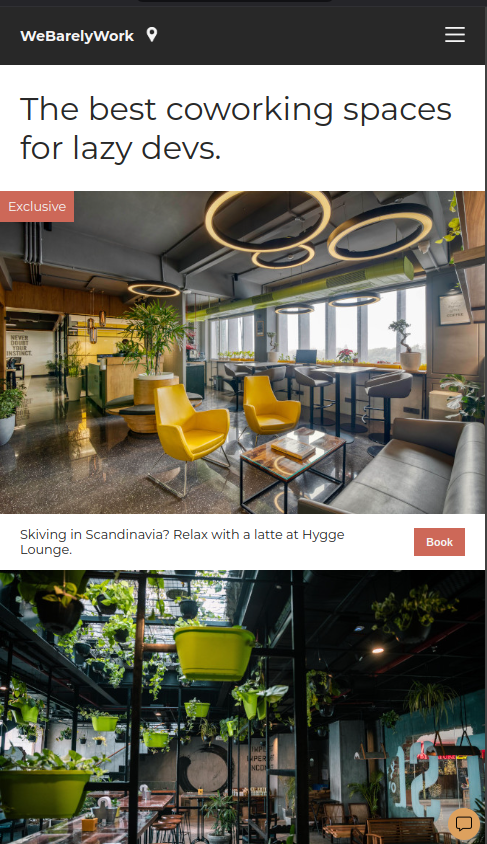 WeBarelyWork
The best coworking spaces
for lazy devs.
Exclusive
NEVER
DOUBT
YOUR
INSTINCT.
Skiving in Scandinavia? Relax with a latte at Hygge
Lounge.
Book